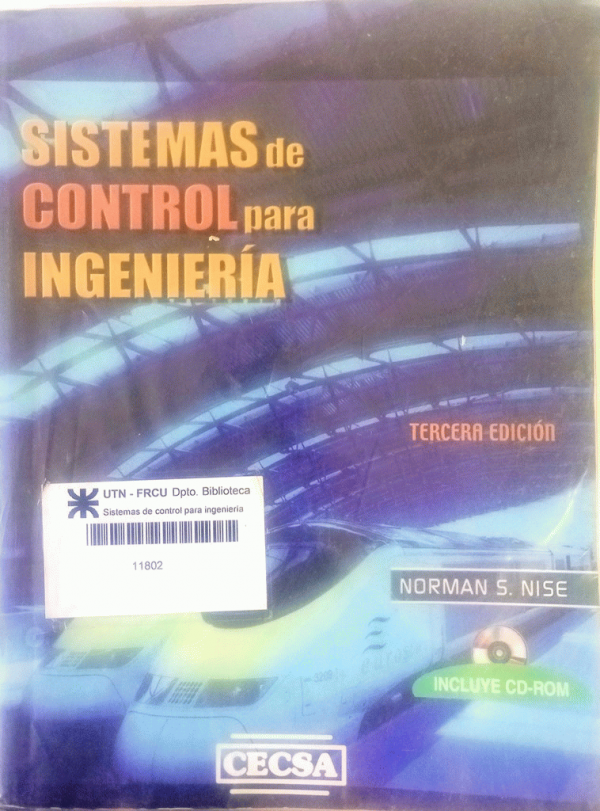 SISTEMAS de
CONTROL para
INGENIERÍA
TERCERA EDICIÓN
UTN - FRCU Dpto. Biblioteca
Sistemas de control para ingeniería
11802
NORMAN S. NISE
INCLUYE CD-ROM
CECSA